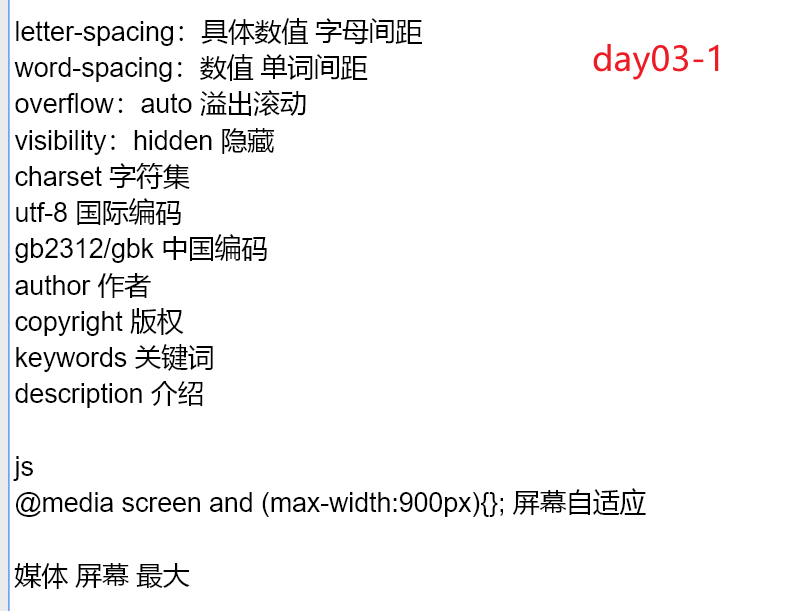 letter-spacing：具体数值 字母间距
day03-1
word-spacing：数值 单词间距
overflow：auto 溢出滚动
visibility：hidden 隐藏
charset 字符集
utf-8 国际编码
gb2312/gbk 中国编码
author 作者
copyright 版权
keywords 关键词
description 介绍
js
@media screen and (max-width:900px){}; 屏幕自适应
媒体 屏幕 最大